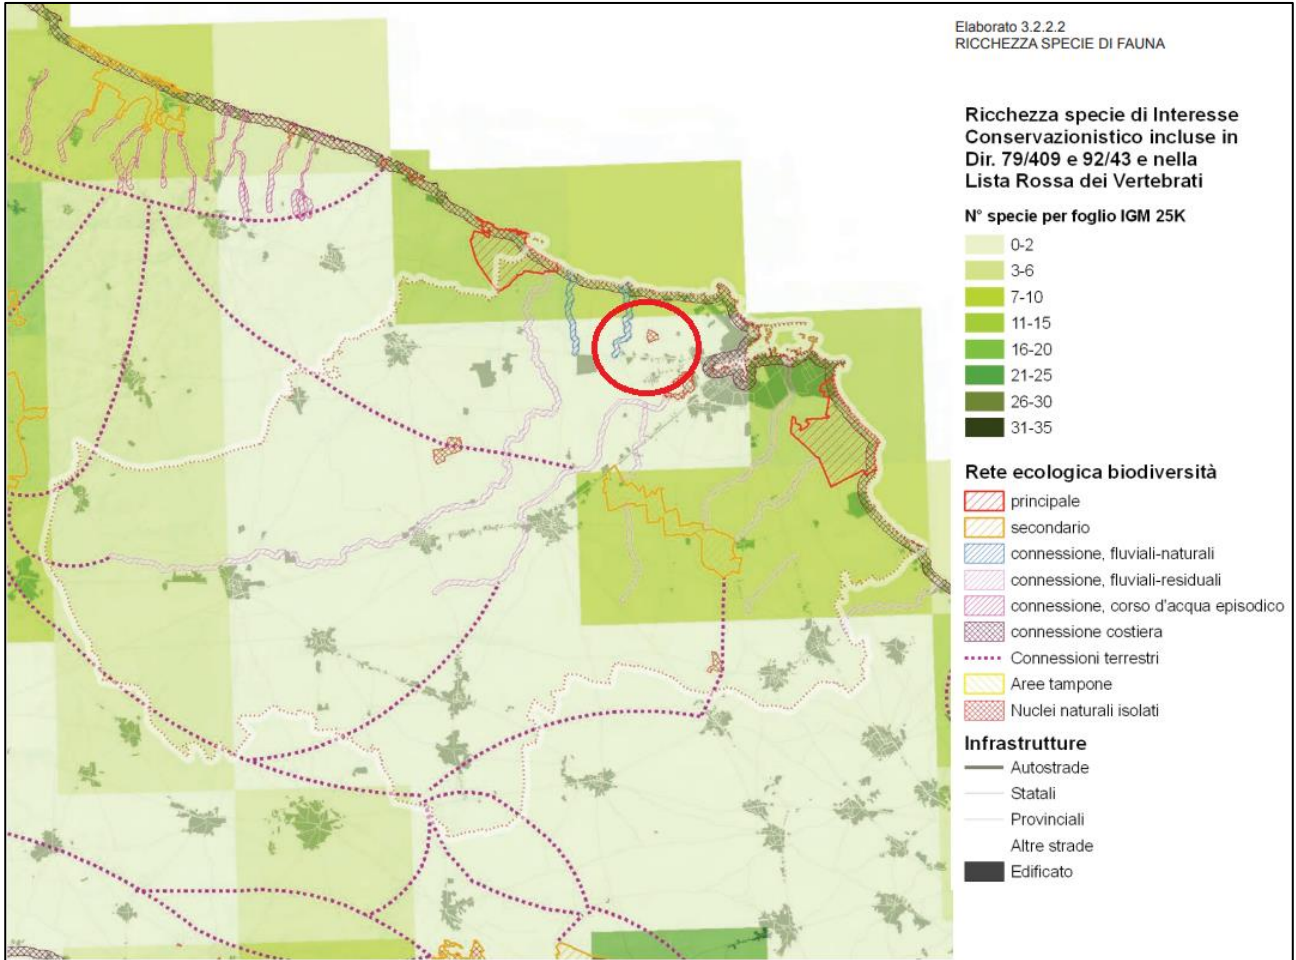 Elaborato 3.2.2.2
RICCHEZZA SPECIE DI FAUNA
Ricchezza specie di Interesse
Conservazionistico incluse in
Dir. 79/409 e 92/43 e nella
Lista Rossa dei Vertebrati
N° specie per foglio IGM 25K
0-2
3-6
7-10
11-15
16-20
21-25
26-30
31-35
Rete ecologica biodiversità
principale
secondario
connessione, fluviali-naturali
connessione, fluviali-residuali
connessione, corso d'acqua episodico
connessione costiera
Connessioni terrestri
Aree tampone
Nuclei naturali isolati
Infrastrutture
Autostrade
Statali
Provinciali
Altre strade
Edificato